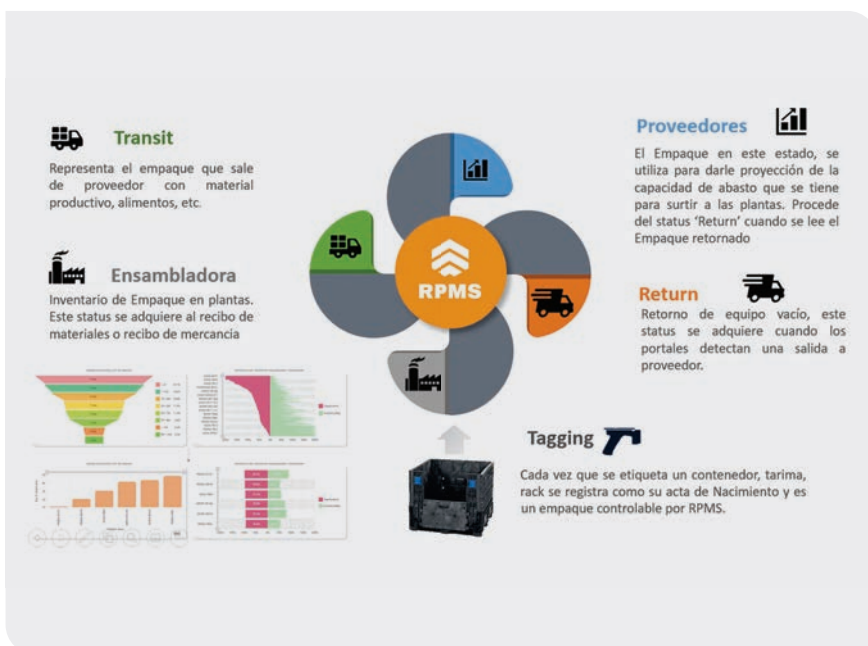 Transit
Representa el empaque que sale
de proveedor con material
productivo, alimentos, etc.
Ensambladora
Inventario de Empaque en plantas.
Este status se adquiere al recibo de
materiales o recibo de mercancia
RPMS
Proveedores
El Empaque en este estado, se
utiliza para darle proyección de la
capacidad de abasto que se tiene
para surtir a las plantas. Procede
del status ‘Return’ cuando se lee el
Empaque retornado
Return
Retorno de equipo vacío, este
status se adquiere cuando los
portales detectan una salida a
proveedor.
Tagging
Cada vez que se etiqueta un contenedor, tarima,
rack se registra como su acta de Nacimiento y es
un empaque controlable por RPMS.